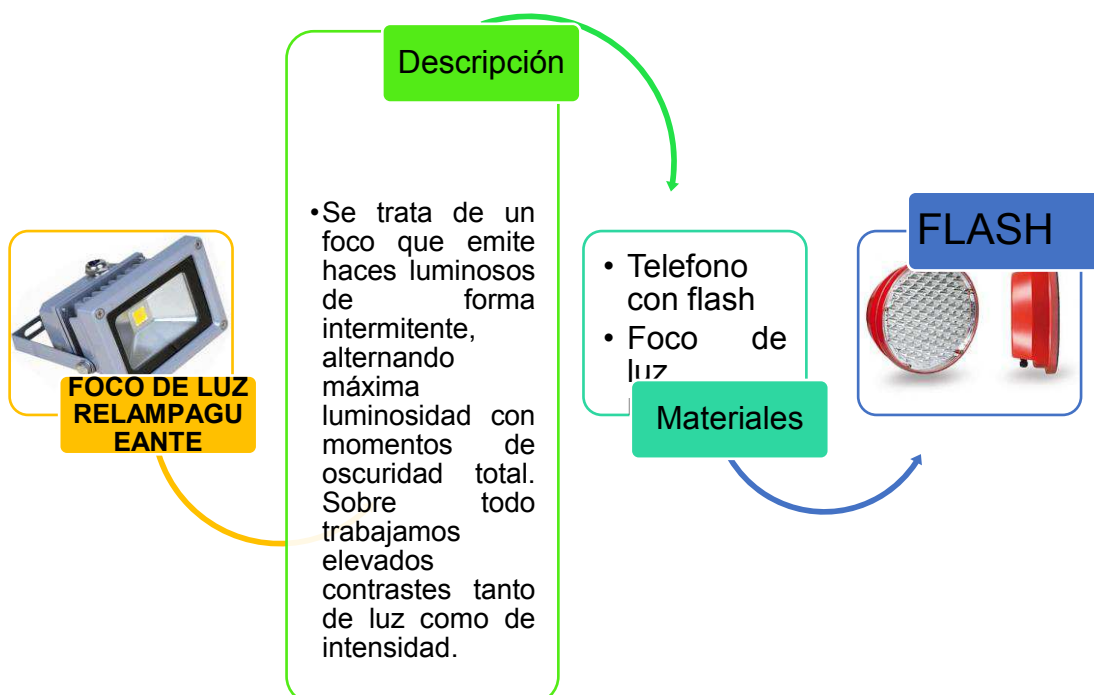 FOCO DE LUZ
RELAMPAGU
EANTE
Descripción
•Se trata de un
foco que emite
haces luminosos
de forma
intermitente,
alternando
máxima
luminosidad con
momentos de
oscuridad total.
Sobre todo
trabajamos
elevados
contrastes tanto
de luz como de
intensidad.
• Telefono
con flash
• Foco de
luz
Materiales
FLASH